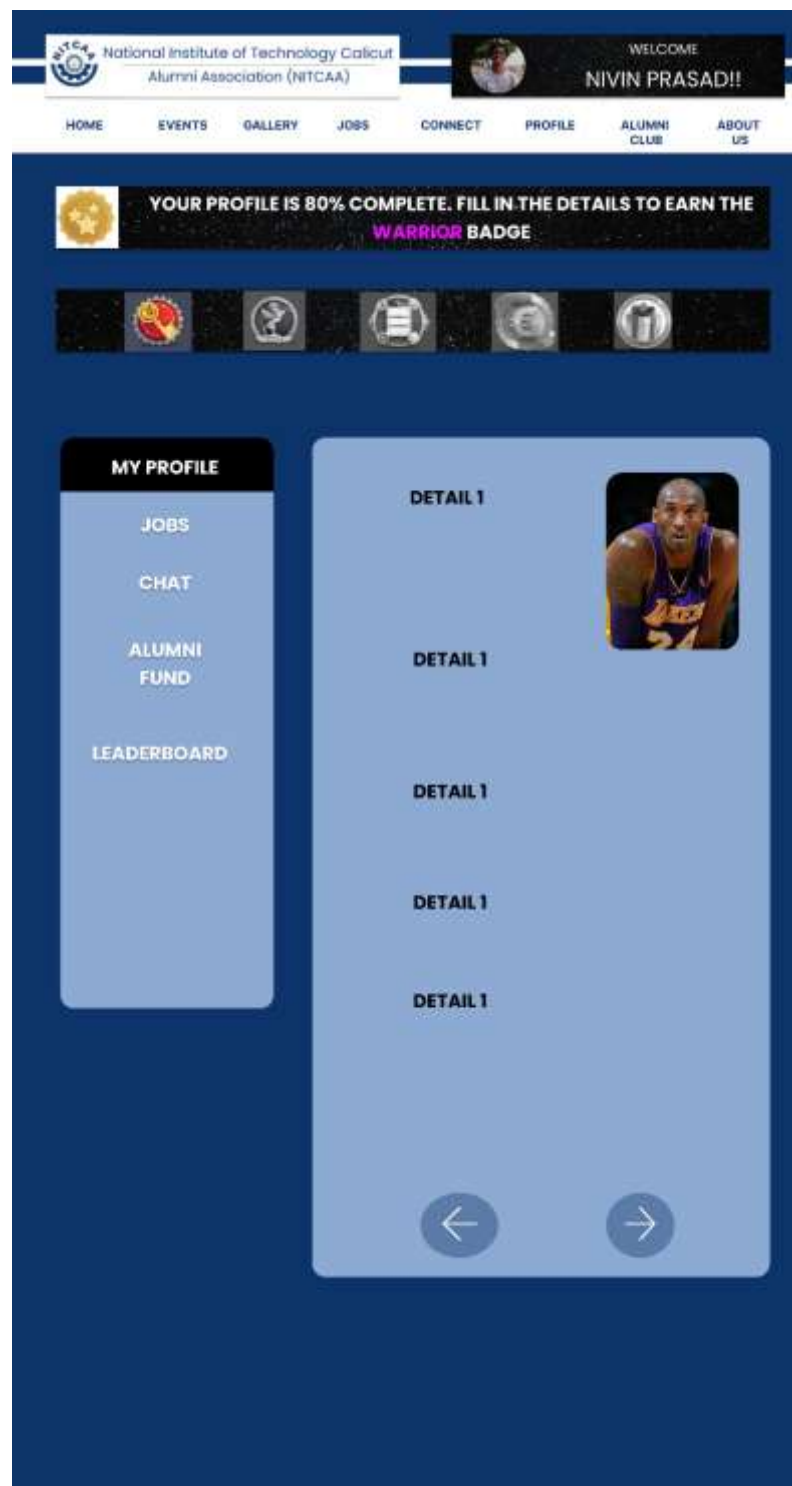 NITCAA
National Institute of Technology Calicut
Alumni Association (NITCAA)
WELCOME
NIVIN PRASAD!!
HOME EVENTS GALLERY JOBS CONNECT PROFILE ALUMNI CLUB ABOUT US
YOUR PROFILE IS 80% COMPLETE. FILL IN THE DETAILS TO EARN THE
WARRIOR BADGE
MY PROFILE
JOBS
CHAT
ALUMNI
FUND
LEADERBOARD
DETAIL 1
24
DETAIL 1
DETAIL 1
DETAIL 1
DETAIL 1